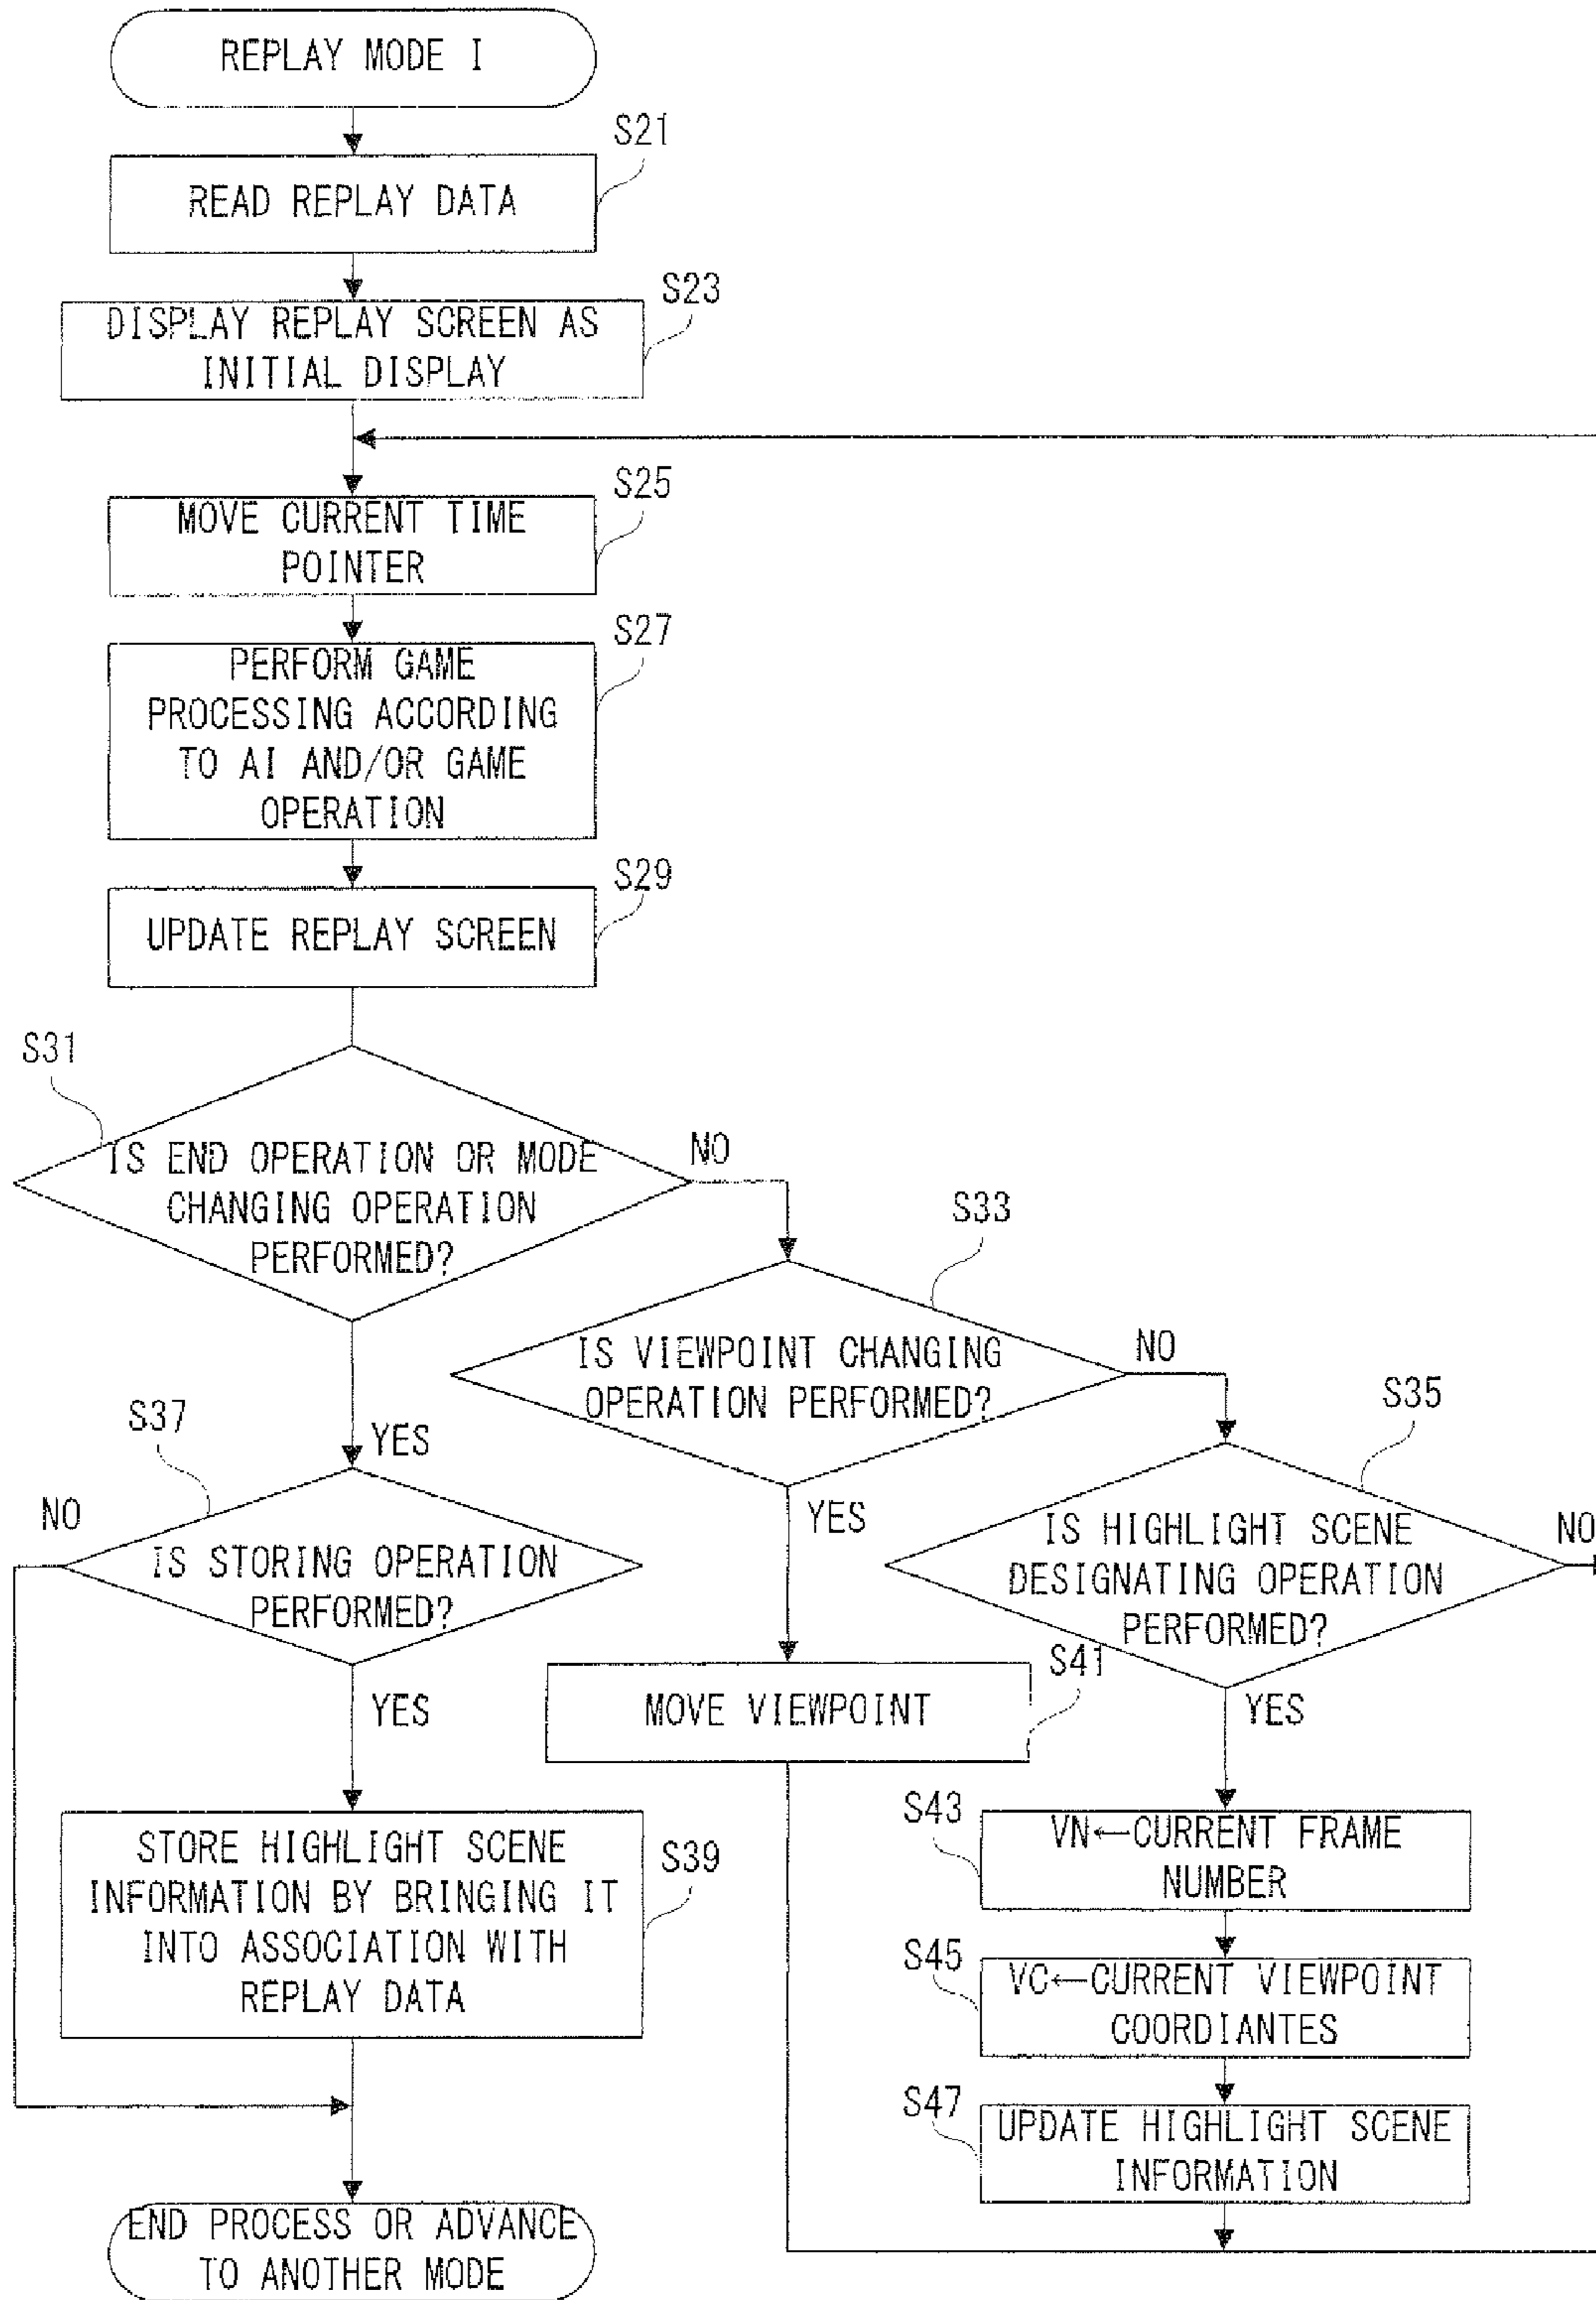 REPLAY MODE I
S21
READ REPLAY DATA
S23
DISPLAY REPLAY SCREEN AS
INITIAL DISPLAY
S25
MOVE CURRENT TIME
POINTER
S27
PERFORM GAME
PROCESSING ACCORDING
TO AI AND/OR GAME
OPERATION
S29
UPDATE REPLAY SCREEN
S31
IS END OPERATION OR MODE
CHANGING OPERATION
PERFORMED?
NO
YES
S33
IS VIEWPOINT CHANGING
OPERATION PERFORMED?
NO
YES
S35
IS HIGHLIGHT SCENE
DESIGNATING OPERATION
PERFORMED?
NO
YES
S37
NO
IS STORING OPERATION
PERFORMED?
YES
S41
MOVE VIEWPOINT
S39
STORE HIGHLIGHT SCENE
INFORMATION BY BRINGING IT
INTO ASSOCIATION WITH
REPLAY DATA
S43
VN←CURRENT FRAME
NUMBER
S45
VC←CURRENT VIEWPOINT
COORDIANTES
S47
UPDATE HIGHLIGHT SCENE
INFORMATION
END PROCESS OR ADVANCE
TO ANOTHER MODE